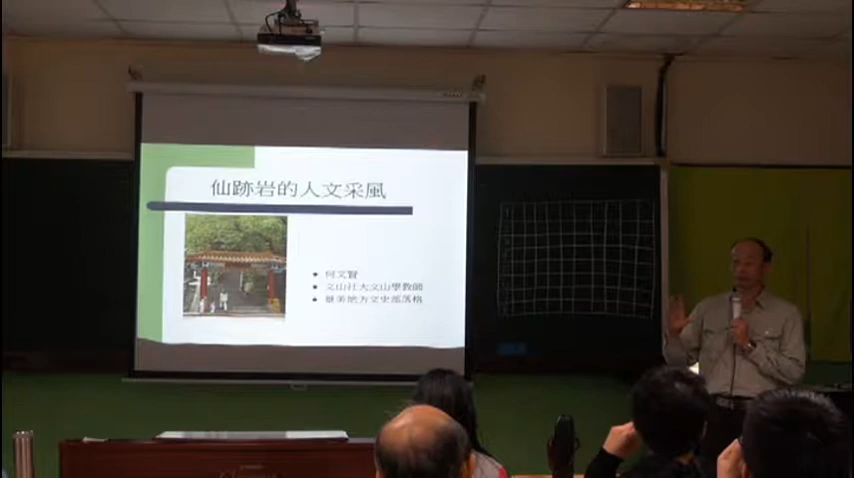 仙跡岩的人文采風
何文賢
文山社大文山學教師
景美地方文史部落格